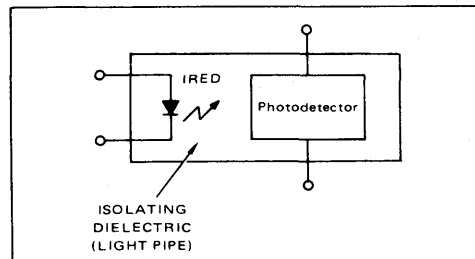 IRED
Photodetector
ISOLATING
DIELECTRIC
(LIGHT PIPE)